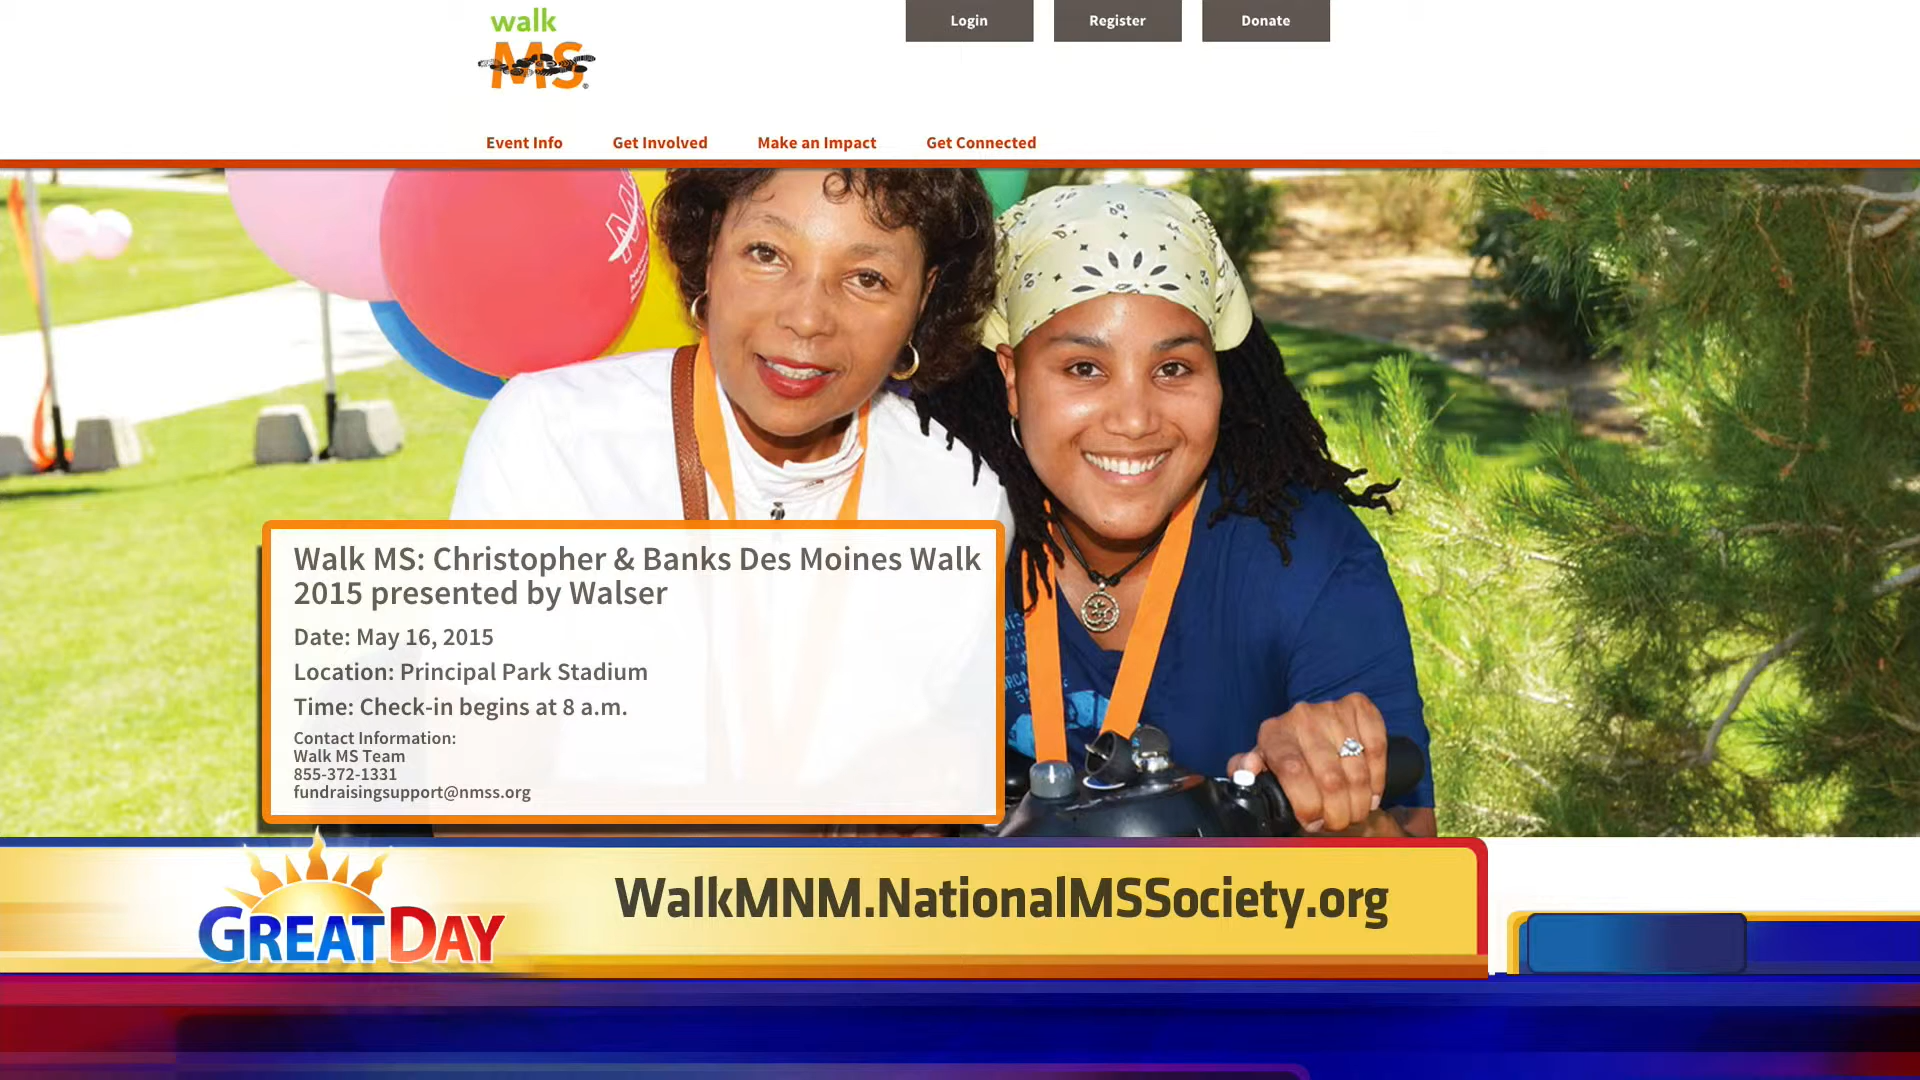 walk
MS
Login
Register
Donate
Event Info
Get Involved
Make an Impact
Get Connected
Walk MS: Christopher & Banks Des Moines Walk
2015 presented by Walser
Date: May 16, 2015
Location: Principal Park Stadium
Time: Check-in begins at 8 a.m.
Contact Information:
Walk MS Team
855-372-1331
fundraisingsupport@nmss.org
GREAT DAY
WalkMNM.NationalMSSociety.org